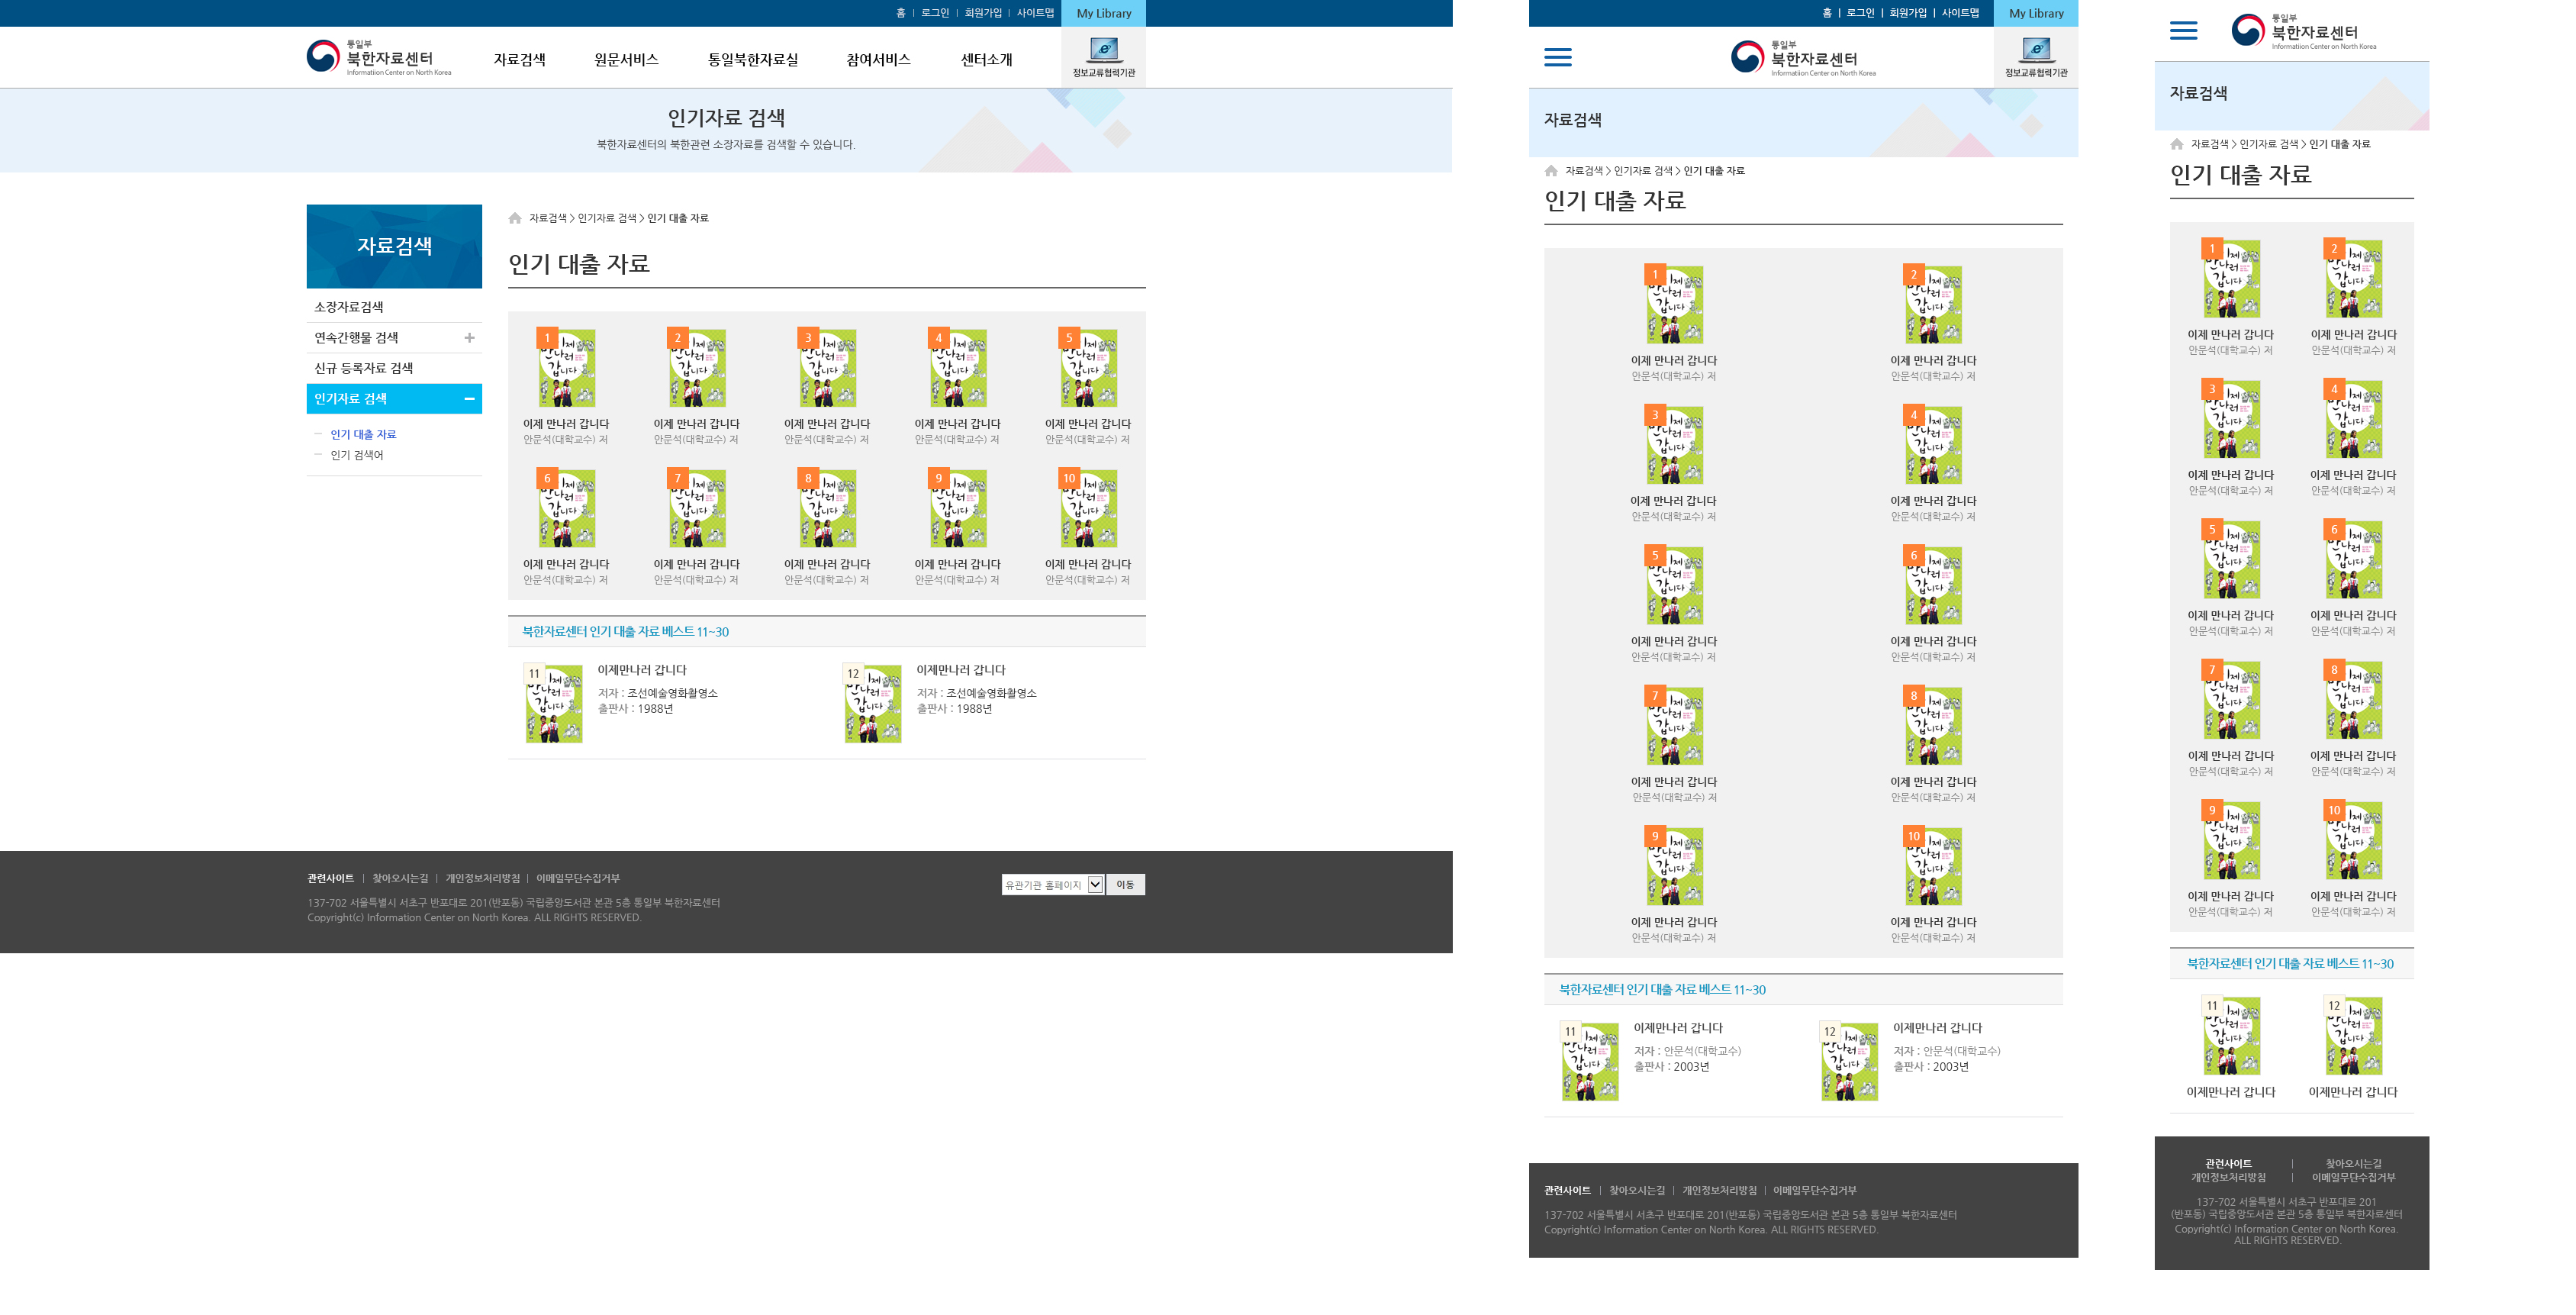 홈 | 로그인 | 회원가입 | 사이트맵
My Library
통일부
북한자료센터
Informatiion Center on North Korea
자료검색 원문서비스 통일북한자료실 참여서비스 센터소개
정보교류협력기관
인기자료 검색
북한자료센터의 북한관련 소장자료를 검색할 수 있습니다.
자료검색
소장자료검색
연속간행물 검색
신규 등록자료 검색
인기자료 검색
인기 대출 자료
인기 검색어
자료검색 > 인기자료 검색 > 인기 대출 자료
인기 대출 자료
1 2 3 4 5
이제 만나러 갑니다 이제 만나러 갑니다 이제 만나러 갑니다 이제 만나러 갑니다 이제 만나러 갑니다
안문석(대학교수) 저 안문석(대학교수) 저 안문석(대학교수) 저 안문석(대학교수) 저 안문석(대학교수) 저
6 7 8 9 10
이제 만나러 갑니다 이제 만나러 갑니다 이제 만나러 갑니다 이제 만나러 갑니다 이제 만나러 갑니다
안문석(대학교수) 저 안문석(대학교수) 저 안문석(대학교수) 저 안문석(대학교수) 저 안문석(대학교수) 저
북한자료센터 인기 대출 자료 베스트 11~30
11
이제만나러 갑니다
저자 : 조선예술영화촬영소
출판사 : 1988년
12
이제만나러 갑니다
저자 : 조선예술영화촬영소
출판사 : 1988년
관련사이트 | 찾아오시는길 | 개인정보처리방침 | 이메일무단수집거부
유관기관 홈페이지 이동
137-702 서울특별시 서초구 반포대로 201(반포동) 국립중앙도서관 본관 5층 통일부 북한자료센터
Copyright(c) Information Center on North Korea. ALL RIGHTS RESERVED.
홈 | 로그인 | 회원가입 | 사이트맵
My Library
통일부
북한자료센터
Informatiion Center on North Korea
정보교류협력기관
자료검색
자료검색 > 인기자료 검색 > 인기 대출 자료
인기 대출 자료
1 2
이제 만나러 갑니다 이제 만나러 갑니다
안문석(대학교수) 저 안문석(대학교수) 저
3 4
이제 만나러 갑니다 이제 만나러 갑니다
안문석(대학교수) 저 안문석(대학교수) 저
5 6
이제 만나러 갑니다 이제 만나러 갑니다
안문석(대학교수) 저 안문석(대학교수) 저
7 8
이제 만나러 갑니다 이제 만나러 갑니다
안문석(대학교수) 저 안문석(대학교수) 저
9 10
이제 만나러 갑니다 이제 만나러 갑니다
안문석(대학교수) 저 안문석(대학교수) 저
북한자료센터 인기 대출 자료 베스트 11~30
11
이제만나러 갑니다
저자 : 안문석(대학교수)
출판사 : 2003년
12
이제만나러 갑니다
저자 : 안문석(대학교수)
출판사 : 2003년
관련사이트 | 찾아오시는길 | 개인정보처리방침 | 이메일무단수집거부
137-702 서울특별시 서초구 반포대로 201(반포동) 국립중앙도서관 본관 5층 통일부 북한자료센터
Copyright(c) Information Center on North Korea. ALL RIGHTS RESERVED.
통일부
북한자료센터
Informatiion Center on North Korea
자료검색
자료검색 > 인기자료 검색 > 인기 대출 자료
인기 대출 자료
1 2
이제 만나러 갑니다 이제 만나러 갑니다
안문석(대학교수) 저 안문석(대학교수) 저
3 4
이제 만나러 갑니다 이제 만나러 갑니다
안문석(대학교수) 저 안문석(대학교수) 저
5 6
이제 만나러 갑니다 이제 만나러 갑니다
안문석(대학교수) 저 안문석(대학교수) 저
7 8
이제 만나러 갑니다 이제 만나러 갑니다
안문석(대학교수) 저 안문석(대학교수) 저
9 10
이제 만나러 갑니다 이제 만나러 갑니다
안문석(대학교수) 저 안문석(대학교수) 저
북한자료센터 인기 대출 자료 베스트 11~30
11 12
이제만나러 갑니다 이제만나러 갑니다
관련사이트 | 찾아오시는길
개인정보처리방침 | 이메일무단수집거부
137-702 서울특별시 서초구 반포대로 201
(반포동) 국립중앙도서관 본관 5층 통일부 북한자료센터
Copyright(c) Information Center on North Korea.
ALL RIGHTS RESERVED.